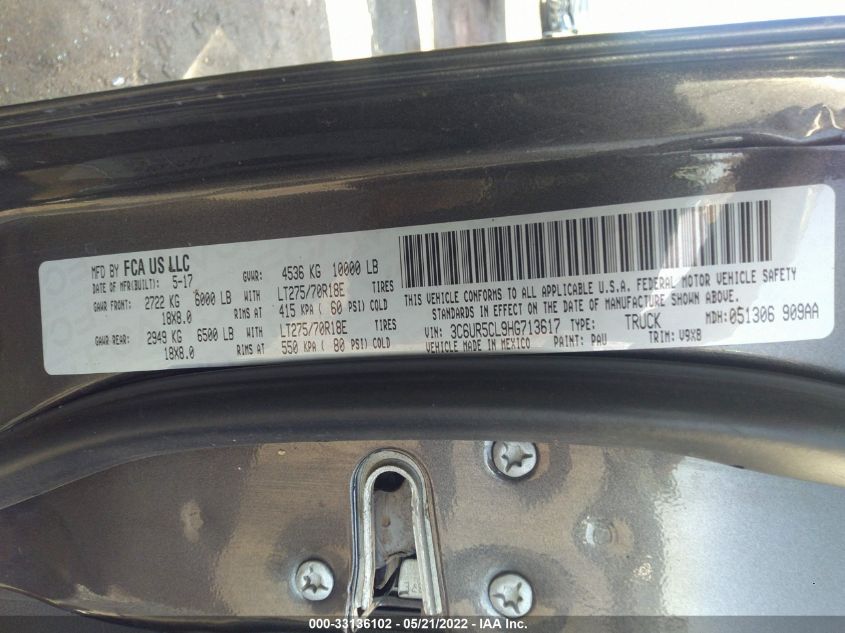 MFD BY FCA US LLC
DATE OF MFR(BUILT): 5-17 GVWR: 4536 KG 10000 LB
GAWR FRONT: 2722 KG 6000 LB WITH LT275/70R18E TIRES
18X8.0 RIMS AT 415 KPA ( 60 PSI) COLD
GAWR REAR: 2949 KG 6500 LB WITH LT275/70R18E TIRES
18X8.0 RIMS AT 550 KPA ( 80 PSI) COLD
THIS VEHICLE CONFORMS TO ALL APPLICABLE U.S.A. FEDERAL MOTOR VEHICLE SAFETY
STANDARDS IN EFFECT ON THE DATE OF MANUFACTURE SHOWN ABOVE.
VIN: 3C6UR5CL9HG713617 TYPE: TRUCK MDH: 051306 909AA
VEHICLE MADE IN MEXICO PAINT: PAU TRIM: V9X8
000-33136102 - 05/21/2022 - IAA Inc.